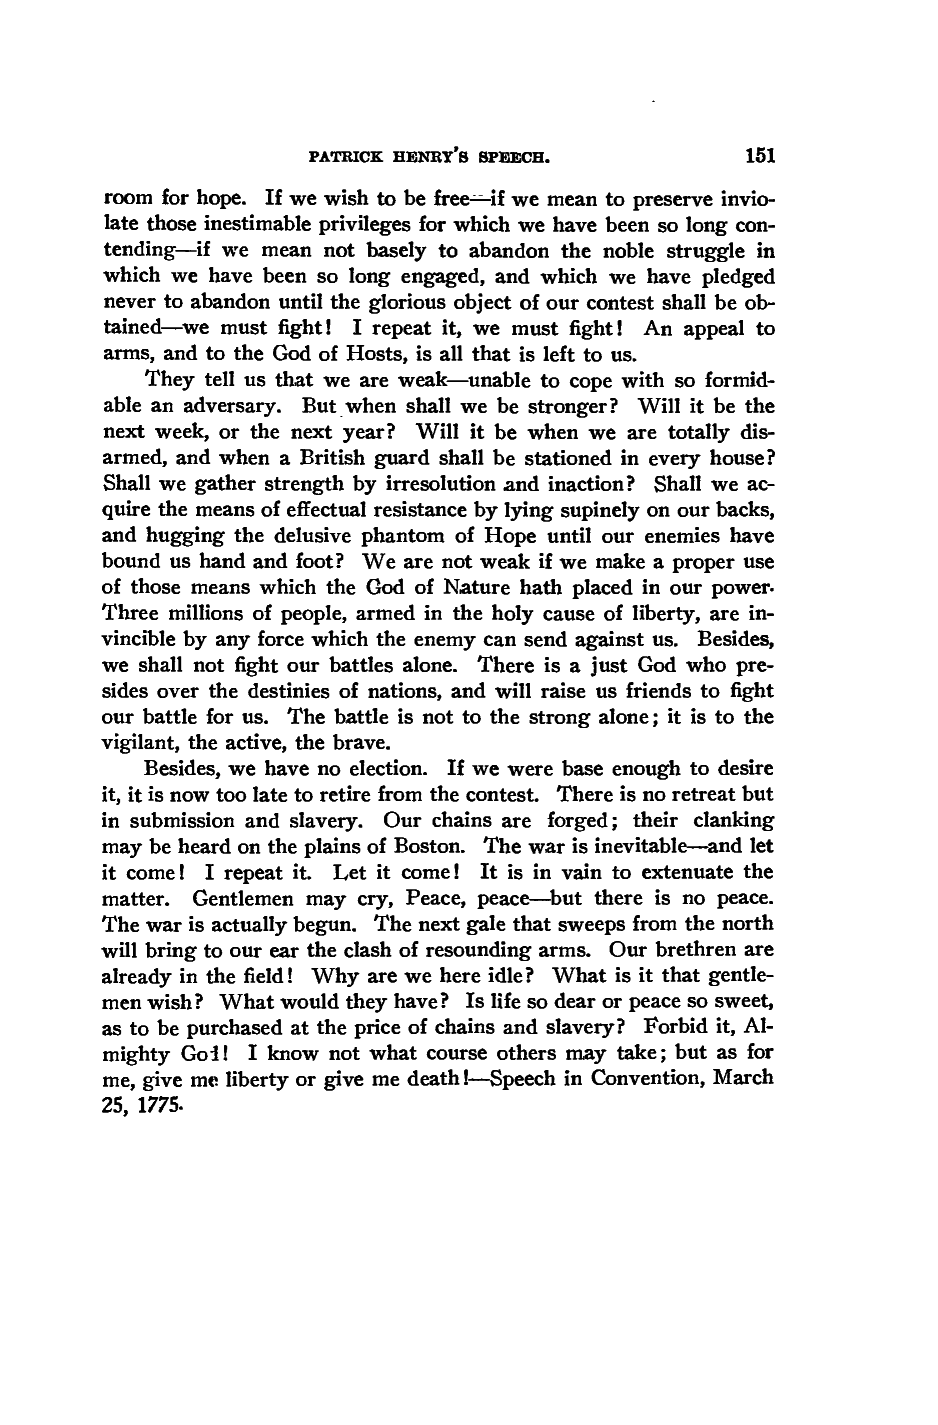 PATRICK HENRY'S SPEECH. 151
room for hope. If we wish to be free—if we mean to preserve invio-
late those inestimable privileges for which we have been so long con-
tending—if we mean not basely to abandon the noble struggle in
which we have been so long engaged, and which we have pledged
never to abandon until the glorious object of our contest shall be ob-
tained—we must fight! I repeat it, we must fight! An appeal to
arms, and to the God of Hosts, is all that is left to us.
They tell us that we are weak—unable to cope with so formid-
able an adversary. But when shall we be stronger? Will it be the
next week, or the next year? Will it be when we are totally dis-
armed, and when a British guard shall be stationed in every house?
Shall we gather strength by irresolution and inaction? Shall we ac-
quire the means of effectual resistance by lying supinely on our backs,
and hugging the delusive phantom of Hope until our enemies have
bound us hand and foot? We are not weak if we make a proper use
of those means which the God of Nature hath placed in our power.
Three millions of people, armed in the holy cause of liberty, are in-
vincible by any force which the enemy can send against us. Besides,
we shall not fight our battles alone. There is a just God who pre-
sides over the destinies of nations, and will raise us friends to fight
our battle for us. The battle is not to the strong alone; it is to the
vigilant, the active, the brave.
Besides, we have no election. If we were base enough to desire
it, it is now too late to retire from the contest. There is no retreat but
in submission and slavery. Our chains are forged; their clanking
may be heard on the plains of Boston. The war is inevitable—and let
it come! I repeat it. Let it come! It is in vain to extenuate the
matter. Gentlemen may cry, Peace, peace—but there is no peace.
The war is actually begun. The next gale that sweeps from the north
will bring to our ear the clash of resounding arms. Our brethren are
already in the field! Why are we here idle? What is it that gentle-
men wish? What would they have? Is life so dear or peace so sweet,
as to be purchased at the price of chains and slavery? Forbid it, Al-
mighty God! I know not what course others may take; but as for
me, give me liberty or give me death!—Speech in Convention, March
25, 1775.